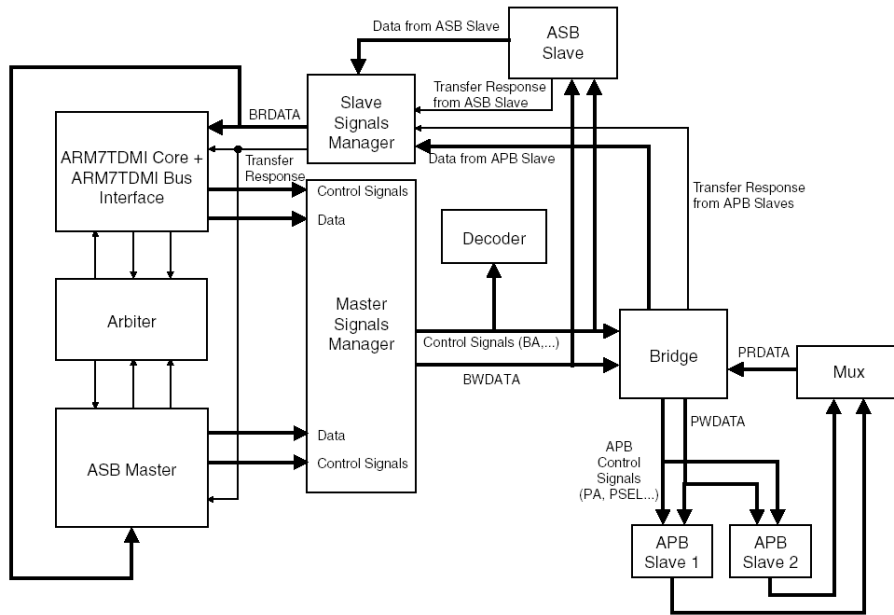 Data from ASB Slave
ASB
Slave
Transfer Response
from ASB Slave
BRDATA
Slave
Signals
Manager
ARM7TDMI Core +
ARM7TDMI Bus
Interface
Transfer
Response
Data from APB Slave
Control Signals
Data
Transfer Response
from APB Slaves
Decoder
Arbiter
Master
Signals
Manager
Control Signals (BA,...)
BWDATA
Bridge
PRDATA
Mux
PWDATA
Data
Control Signals
ASB Master
APB
Control
Signals
(PA, PSEL...)
APB
Slave 1
APB
Slave 2